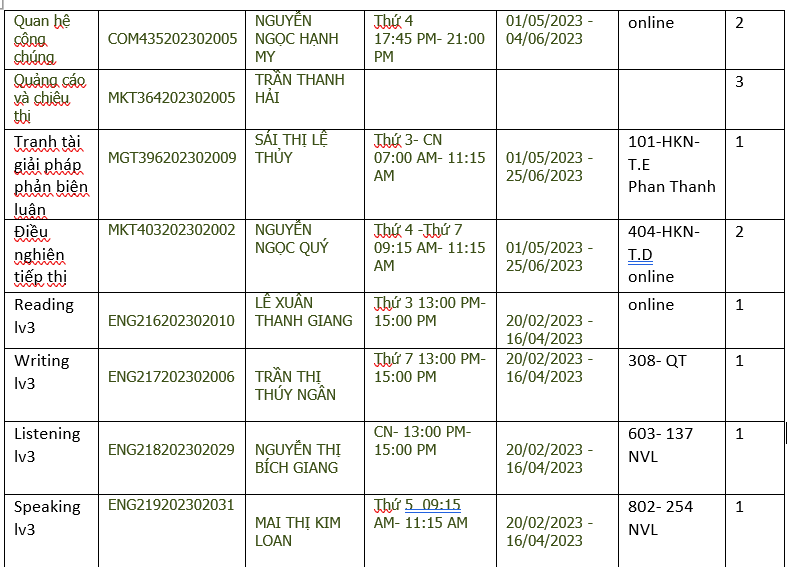 Quan hệ
công
chúng
COM435202302005
NGUYỄN
NGỌC HẠNH
MY
Thứ 4
17:45 PM- 21:00
PM
01/05/2023 -
04/06/2023
online
2
Quảng cáo
và chiêu
thị
MKT364202302005
TRẦN THANH
HẢI
3
Tranh tài
giải pháp
phản biện
luận
MGT396202302009
SÁI THỊ LỆ
THỦY
Thứ 3- CN
07:00 AM- 11:15
AM
01/05/2023 -
25/06/2023
101-HKN-
T.E
Phan Thanh
1
Điều
nghiên
tiếp thi
MKT403202302002
NGUYỄN
NGỌC QUÝ
Thứ 4 -Thứ 7
09:15 AM- 11:15
AM
01/05/2023 -
25/06/2023
404-HKN-
T.D
online
2
Reading
lv3
ENG216202302010
LÊ XUÂN
THANH GIANG
Thứ 3 13:00 PM-
15:00 PM
20/02/2023 -
16/04/2023
online
1
Writing
lv3
ENG217202302006
TRẦN THỊ
THÚY NGÂN
Thứ 7 13:00 PM-
15:00 PM
20/02/2023 -
16/04/2023
308- QT
1
Listening
lv3
ENG218202302029
NGUYỄN THỊ
BÍCH GIANG
CN- 13:00 PM-
15:00 PM
20/02/2023 -
16/04/2023
603- 137
NVL
1
Speaking
lv3
ENG219202302031
MAI THỊ KIM
LOAN
Thứ 5 09:15
AM- 11:15 AM
20/02/2023 -
16/04/2023
802- 254
NVL
1